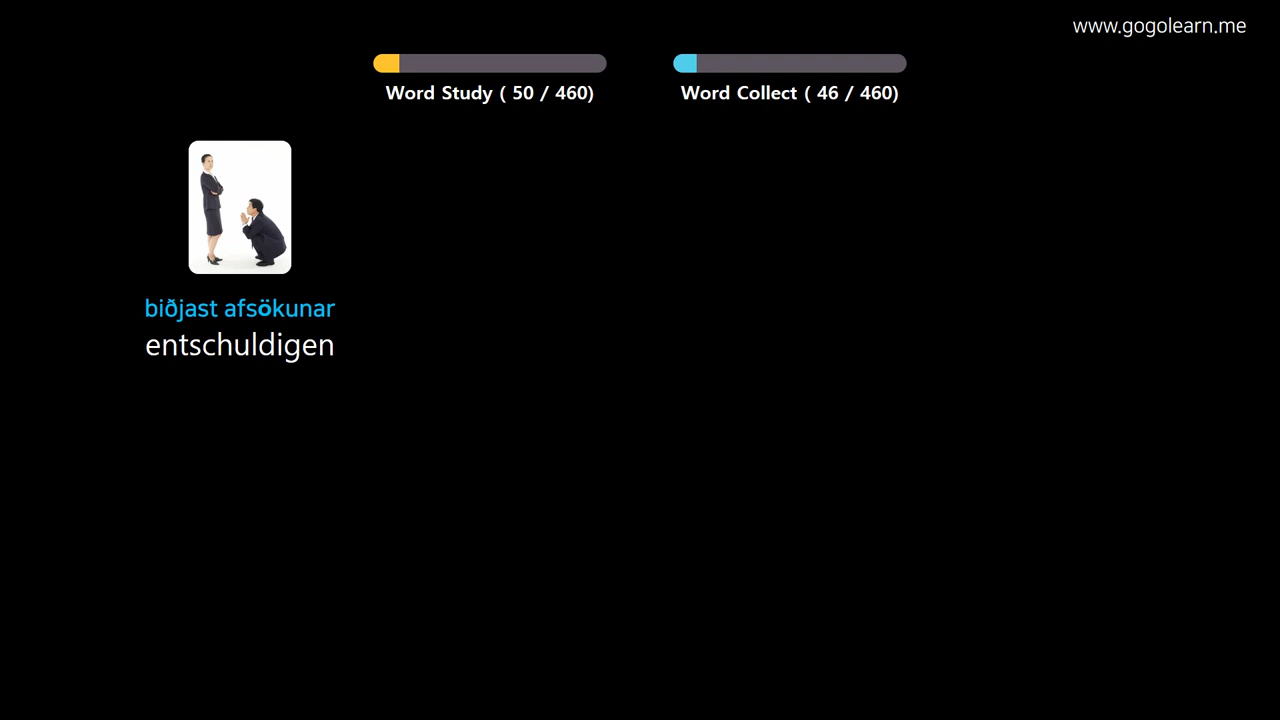 www.gogolearn.me
Word Study ( 50 / 460)
Word Collect ( 46 / 460)
biðjast afsökunar
entschuldigen